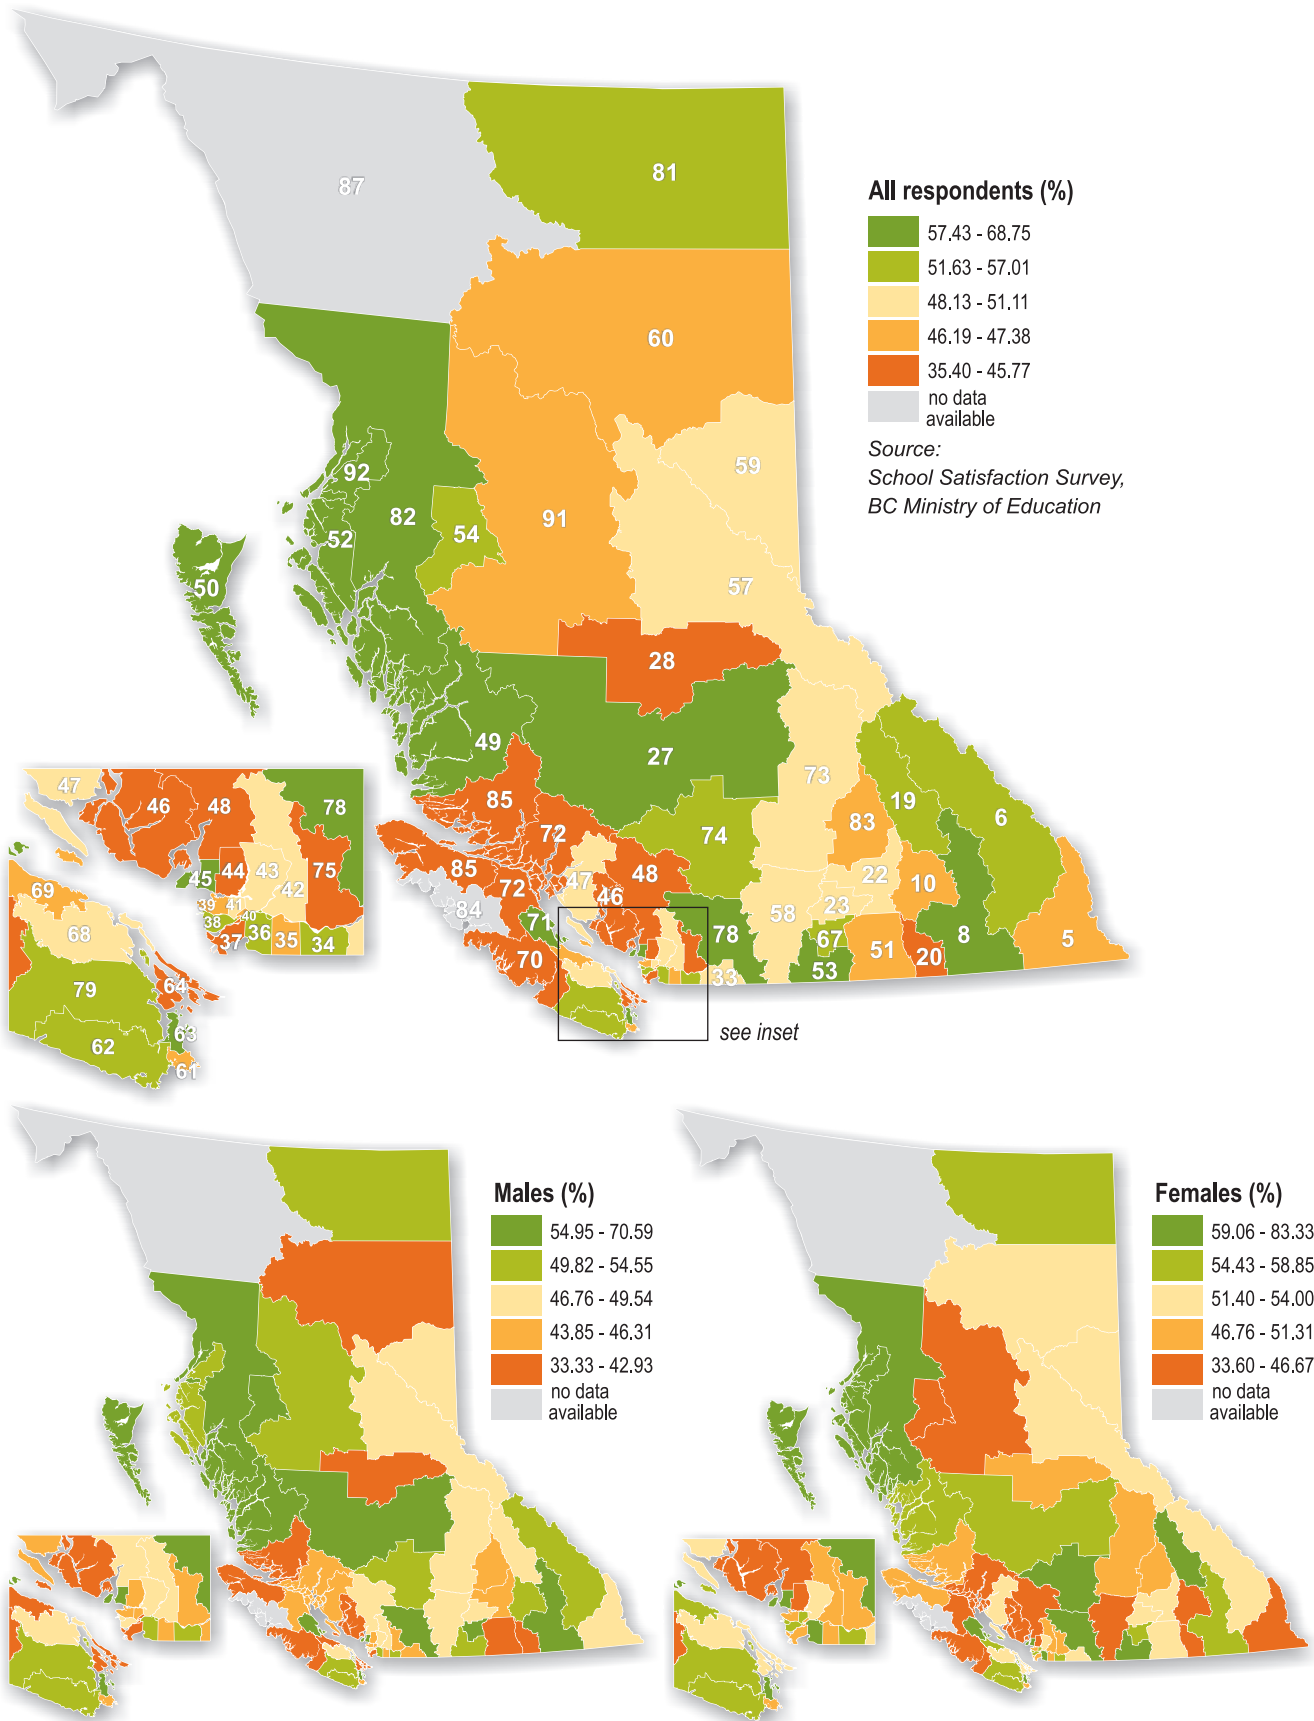 87
81
All respondents (%)
57.43 - 68.75
51.63 - 57.01
48.13 - 51.11
46.19 - 47.38
35.40 - 45.77
no data
available
Source:
School Satisfaction Survey,
BC Ministry of Education
60
59
92
82
54
91
52
50
57
28
49
27
73
85
72
74
19
6
83
48
85
72
47
46
22
10
84
23
71
58
78
67
8
5
70
51
20
53
33
see inset
47
46
48
78
44
43
75
45
42
69
39
41
38
40
36
68
37
35
34
79
64
63
62
61
Males (%)
54.95 - 70.59
49.82 - 54.55
46.76 - 49.54
43.85 - 46.31
33.33 - 42.93
no data
available
Females (%)
59.06 - 83.33
54.43 - 58.85
51.40 - 54.00
46.76 - 51.31
33.60 - 46.67
no data
available